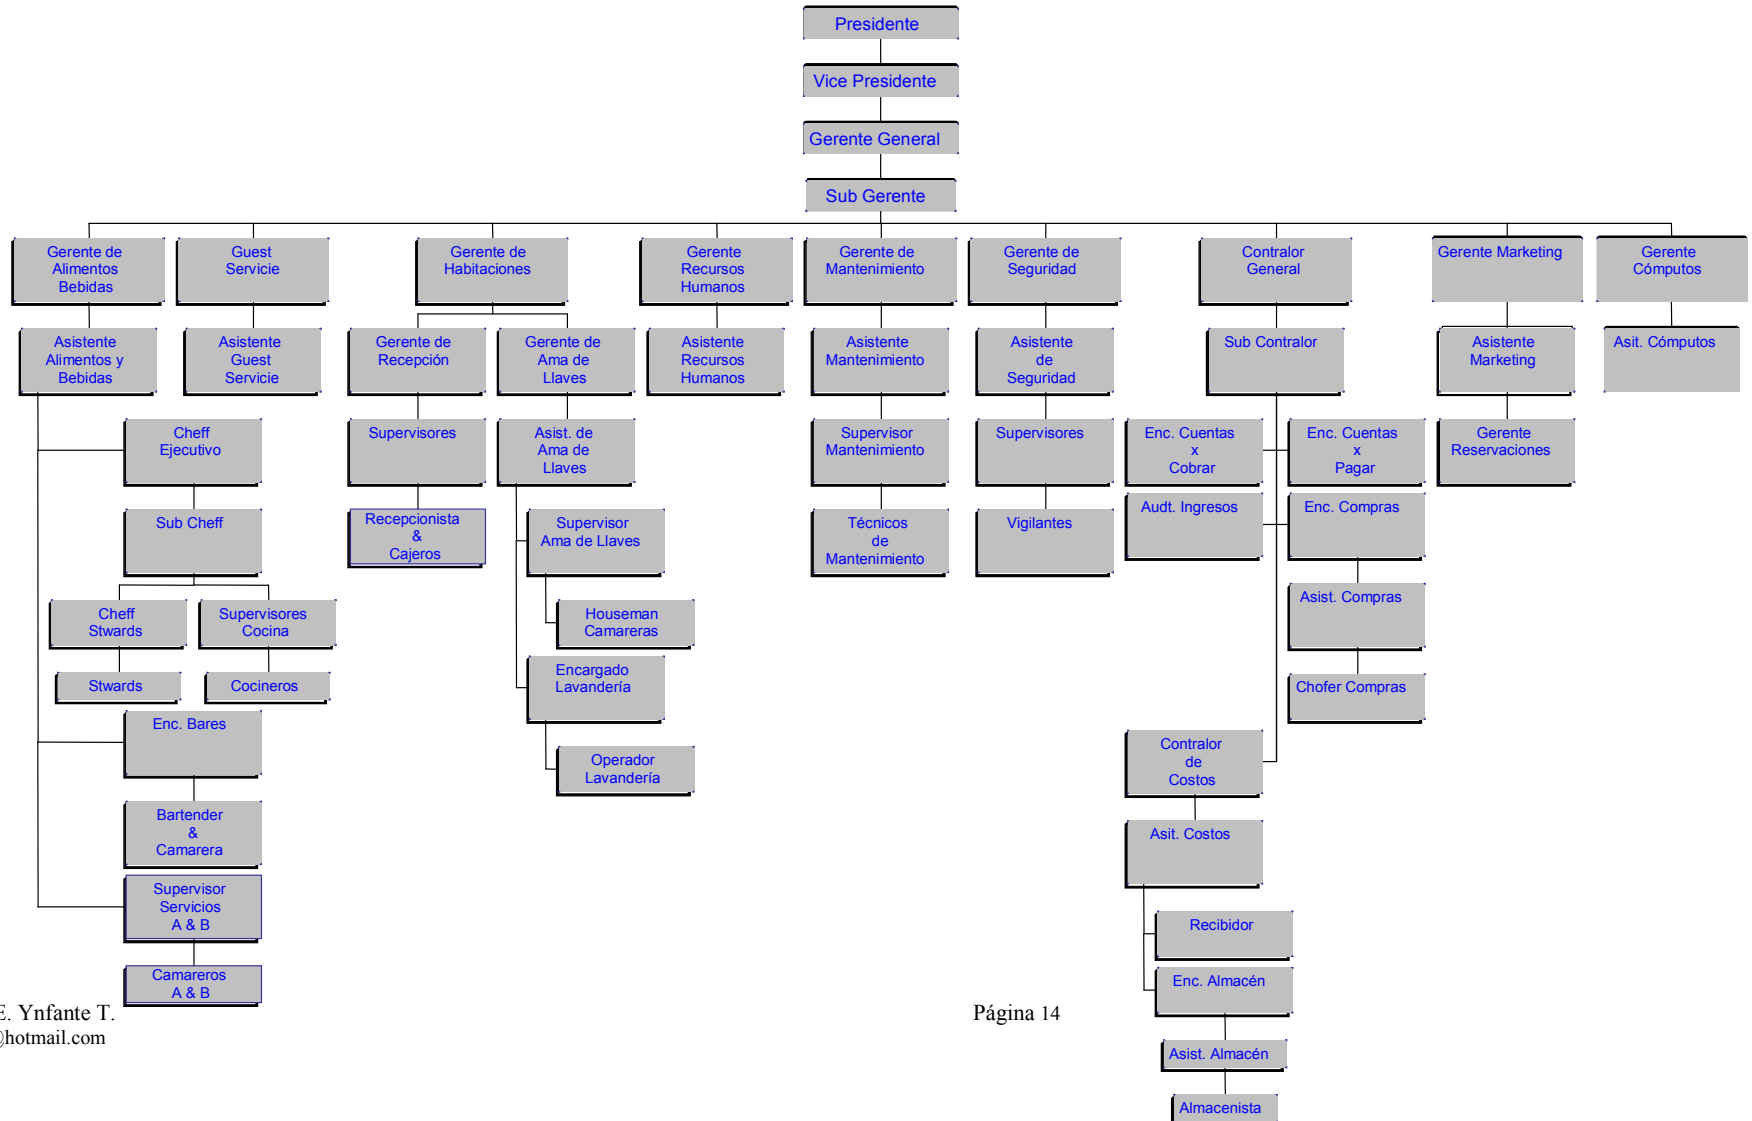 Presidente
Vice Presidente
Gerente General
Sub Gerente
Gerente de
Alimentos
Bebidas
Guest
Servicie
Gerente de
Habitaciones
Gerente
Recursos
Humanos
Gerente de
Mantenimiento
Gerente de
Seguridad
Contralor
General
Gerente Marketing
Gerente
Cómputos
Asistente
Alimentos y
Bebidas
Asistente
Guest
Servicie
Gerente de
Recepción
Gerente de
Ama de
Llaves
Asistente
Recursos
Humanos
Asistente
Mantenimiento
Asistente
de
Seguridad
Sub Contralor
Asistente
Marketing
Asit. Cómputos
Cheff
Ejecutivo
Supervisores
Asist. de
Ama de
Llaves
Supervisor
Mantenimiento
Supervisores
Enc. Cuentas
x
Cobrar
Enc. Cuentas
x
Pagar
Gerente
Reservaciones
Sub Cheff
Recepcionista
&
Cajeros
Supervisor
Ama de Llaves
Técnicos
de
Mantenimiento
Vigilantes
Audt. Ingresos
Enc. Compras
Cheff
Stwards
Supervisores
Cocina
Houseman
Camareras
Asist. Compras
Stwards
Cocineros
Encargado
Lavandería
Chofer Compras
Enc. Bares
Operador
Lavandería
Contralor
de
Costos
Bartender
&
Camarera
Asit. Costos
Supervisor
Servicios
A & B
Recibidor
Camareros
A & B
Enc. Almacén
E. Ynfante T.
Página 14
@hotmail.com
Asist. Almacén
Almacenista